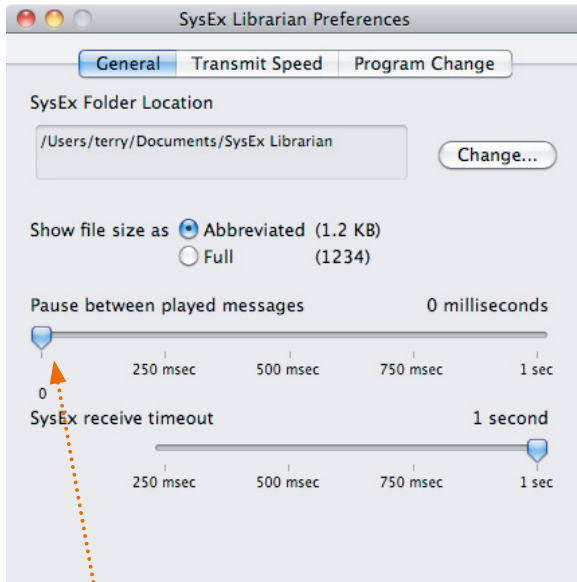 SysEx Librarian Preferences
General Transmit Speed Program Change
SysEx Folder Location
/Users/terry/Documents/SysEx Librarian
Change...
Show file size as Abbreviated (1.2 KB)
Full (1234)
Pause between played messages 0 milliseconds
250 msec 500 msec 750 msec 1 sec
0
SysEx receive timeout 1 second
250 msec 500 msec 750 msec 1 sec